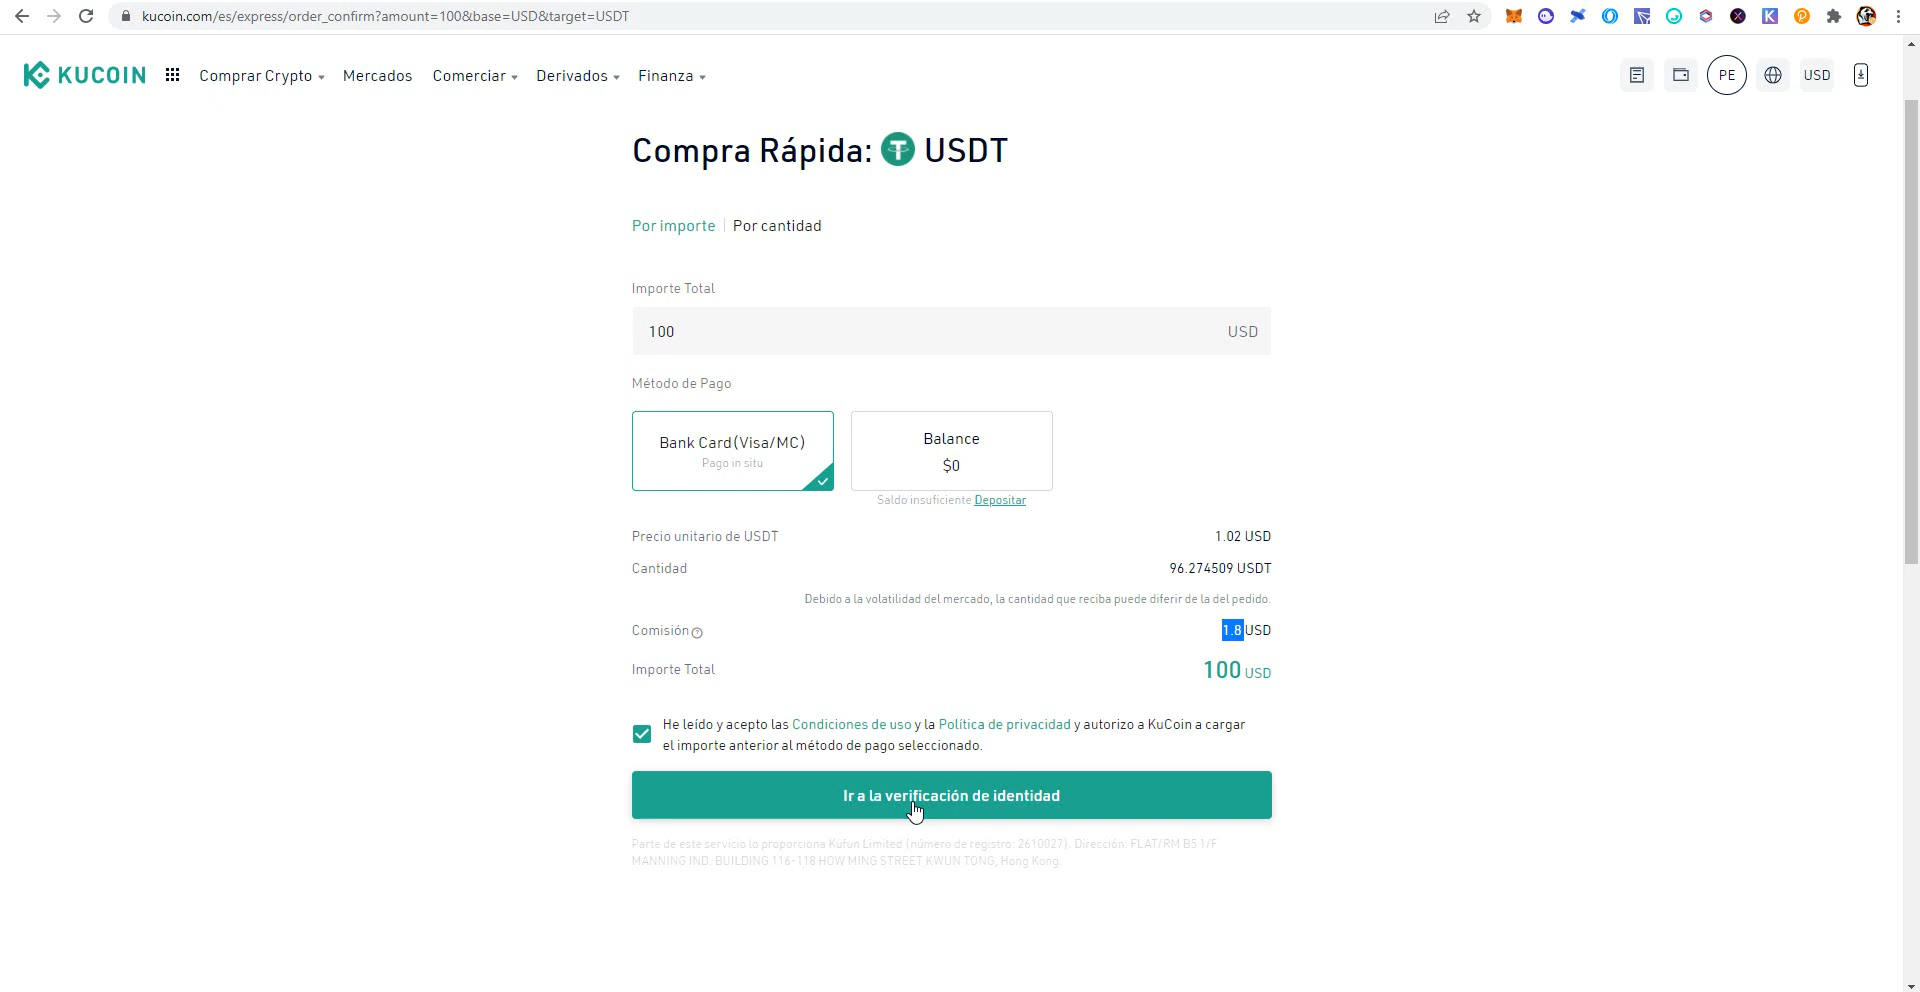 kucoin.com/es/express/order_confirm?amount=100&base=USD&target=USDT
KUCOIN Comprar Crypto Mercados Comerciar Derivados Finanza PE USD
Compra Rápida: USDT
Por importe | Por cantidad
Importe Total
100 USD
Método de Pago
Bank Card(Visa/MC)
Pago in situ
Balance
$0
Saldo insuficiente Depositar
Precio unitario de USDT 1.02 USD
Cantidad 96.274509 USDT
Debido a la volatilidad del mercado, la cantidad que reciba puede diferir de la del pedido.
Comisión 1.8 USD
Importe Total 100 USD
He leído y acepto las Condiciones de uso y la Política de privacidad y autorizo a KuCoin a cargar
el importe anterior al método de pago seleccionado.
Ir a la verificación de identidad
Parte de este servicio lo proporciona Kufun Limited (número de registro: 2610027). Dirección: FLAT/RM B5 1/F
MANNING IND. BUILDING 116-118 HOW MING STREET KWUN TONG, Hong Kong.